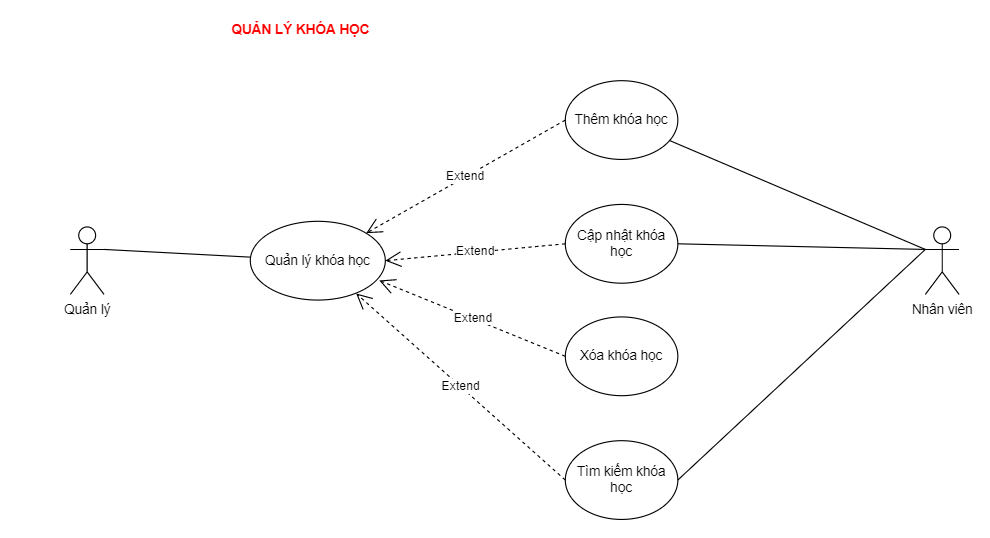 QUẢN LÝ KHÓA HỌC
Thêm khóa học
Extend
Cập nhật khóa
học
Extend
Quản lý khóa học
Quản lý
Nhân viên
Extend
Xóa khóa học
Extend
Tìm kiếm khóa
học